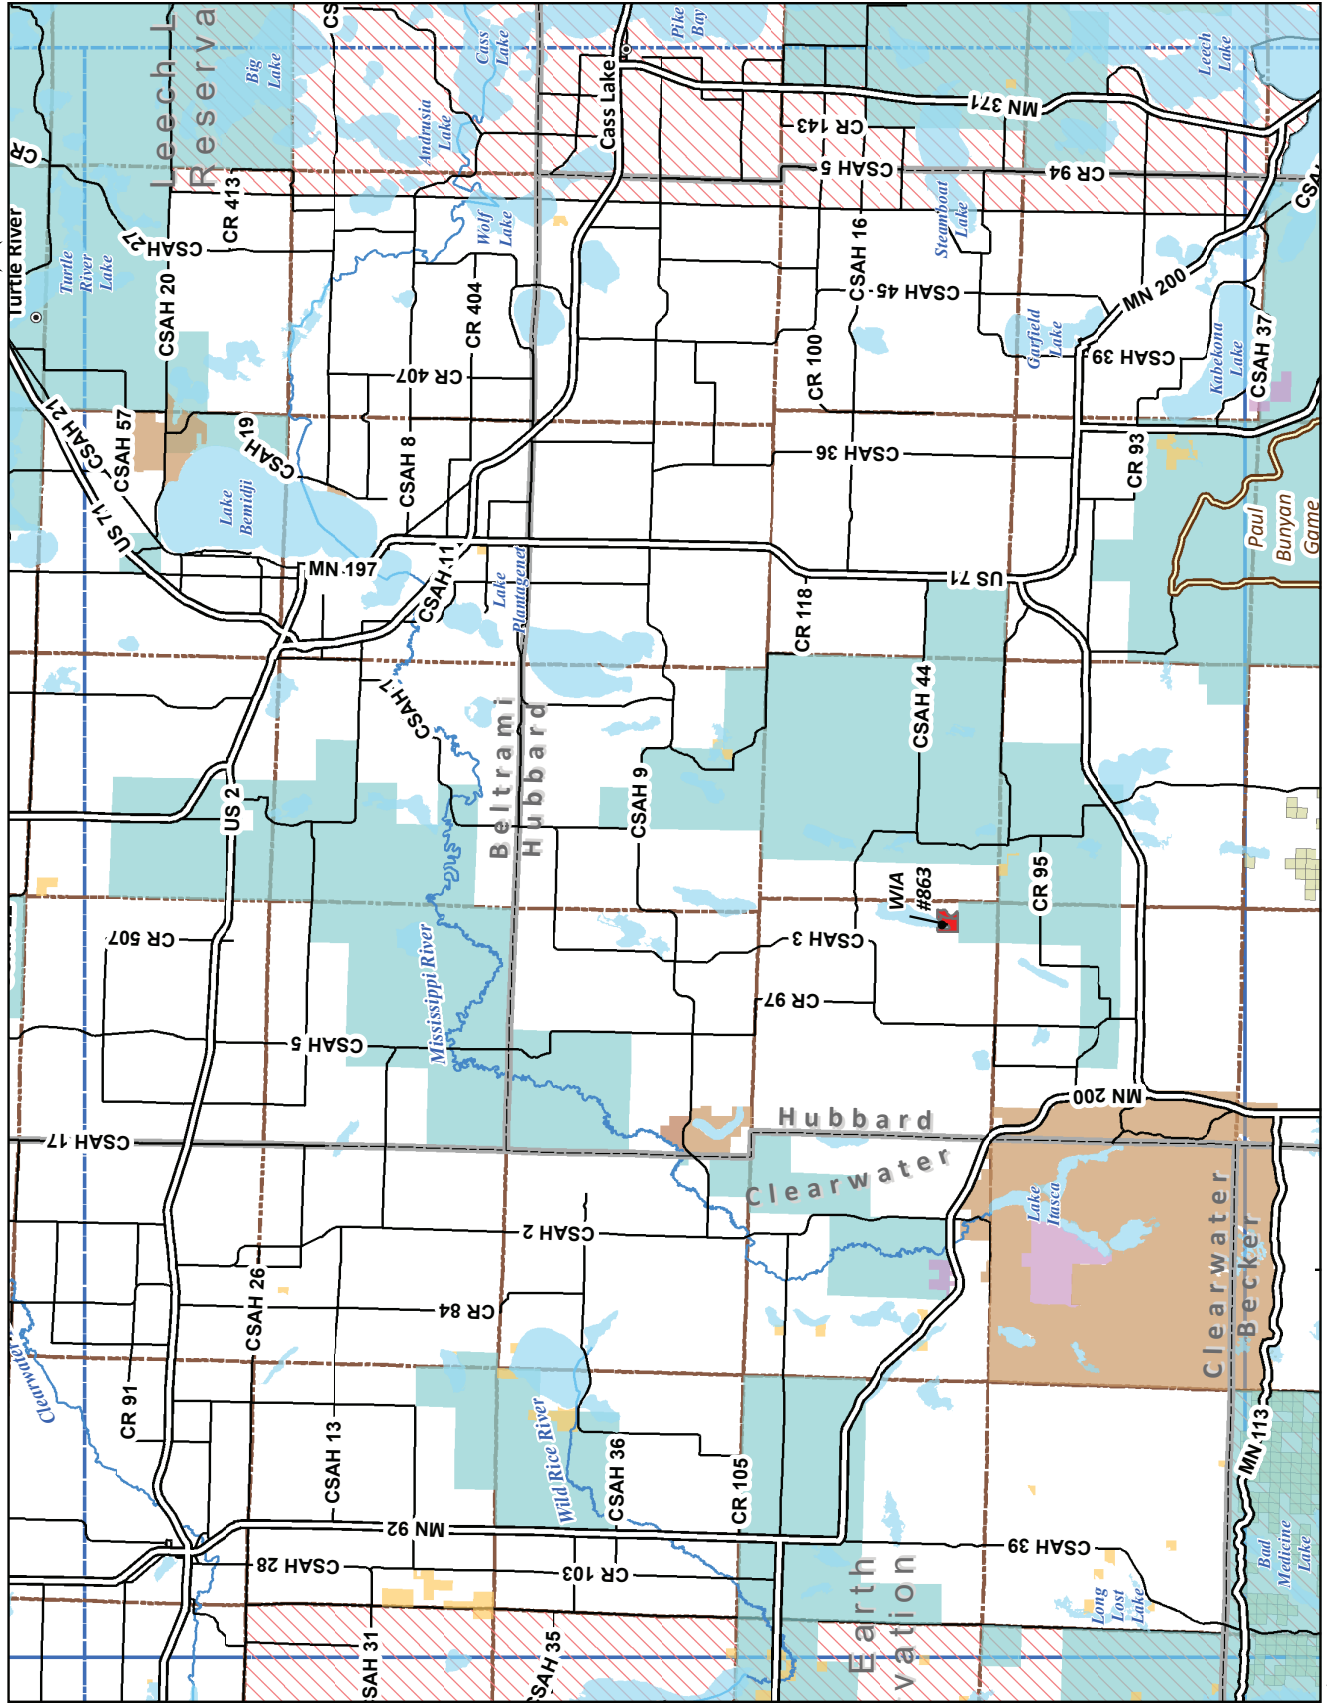 Leech L
Reserva
Big
Lake
CS
Cass
Lake
Pike
Bay
Leech
Lake
Andrusia
Lake
Cass Lake
MN 371
CR 143
CSAH 5
CR 94
CSA
CR
Turtle River
Turtle
River
Lake
CSAH 27
CR 413
CSAH 20
Wolf
Lake
CR 404
CR 407
CSAH 8
CSAH 16
CSAH 45
CR 100
Steamboat
Lake
Garfield
Lake
MN 200
CSAH 39
Kabekona
Lake
CSAH 37
CSAH 21
CSAH 57
US 71
CSAH 19
Lake
Bemidji
MN 197
CSAH 11
Lake
Plantagenet
CSAH 36
CR 93
Paul
Bunyan
Game
US 71
CR 118
CSAH 44
CSAH 7
Beltrami
Hubbard
CSAH 9
US 2
WIA
#863
CR 95
CR 507
Mississippi River
CSAH 3
CR 97
CSAH 5
CSAH 17
Hubbard
Clearwater
MN 200
Lake
Itasca
Clearwater
Becker
CSAH 2
CSAH 26
CR 84
Clearwater
CR 91
CSAH 13
Wild Rice River
CSAH 36
CR 105
MN 92
CSAH 28
CR 103
CSAH 39
MN 113
Bad
Medicine
Lake
Long
Lost
Lake
Earth
vation
SAH 31
SAH 35